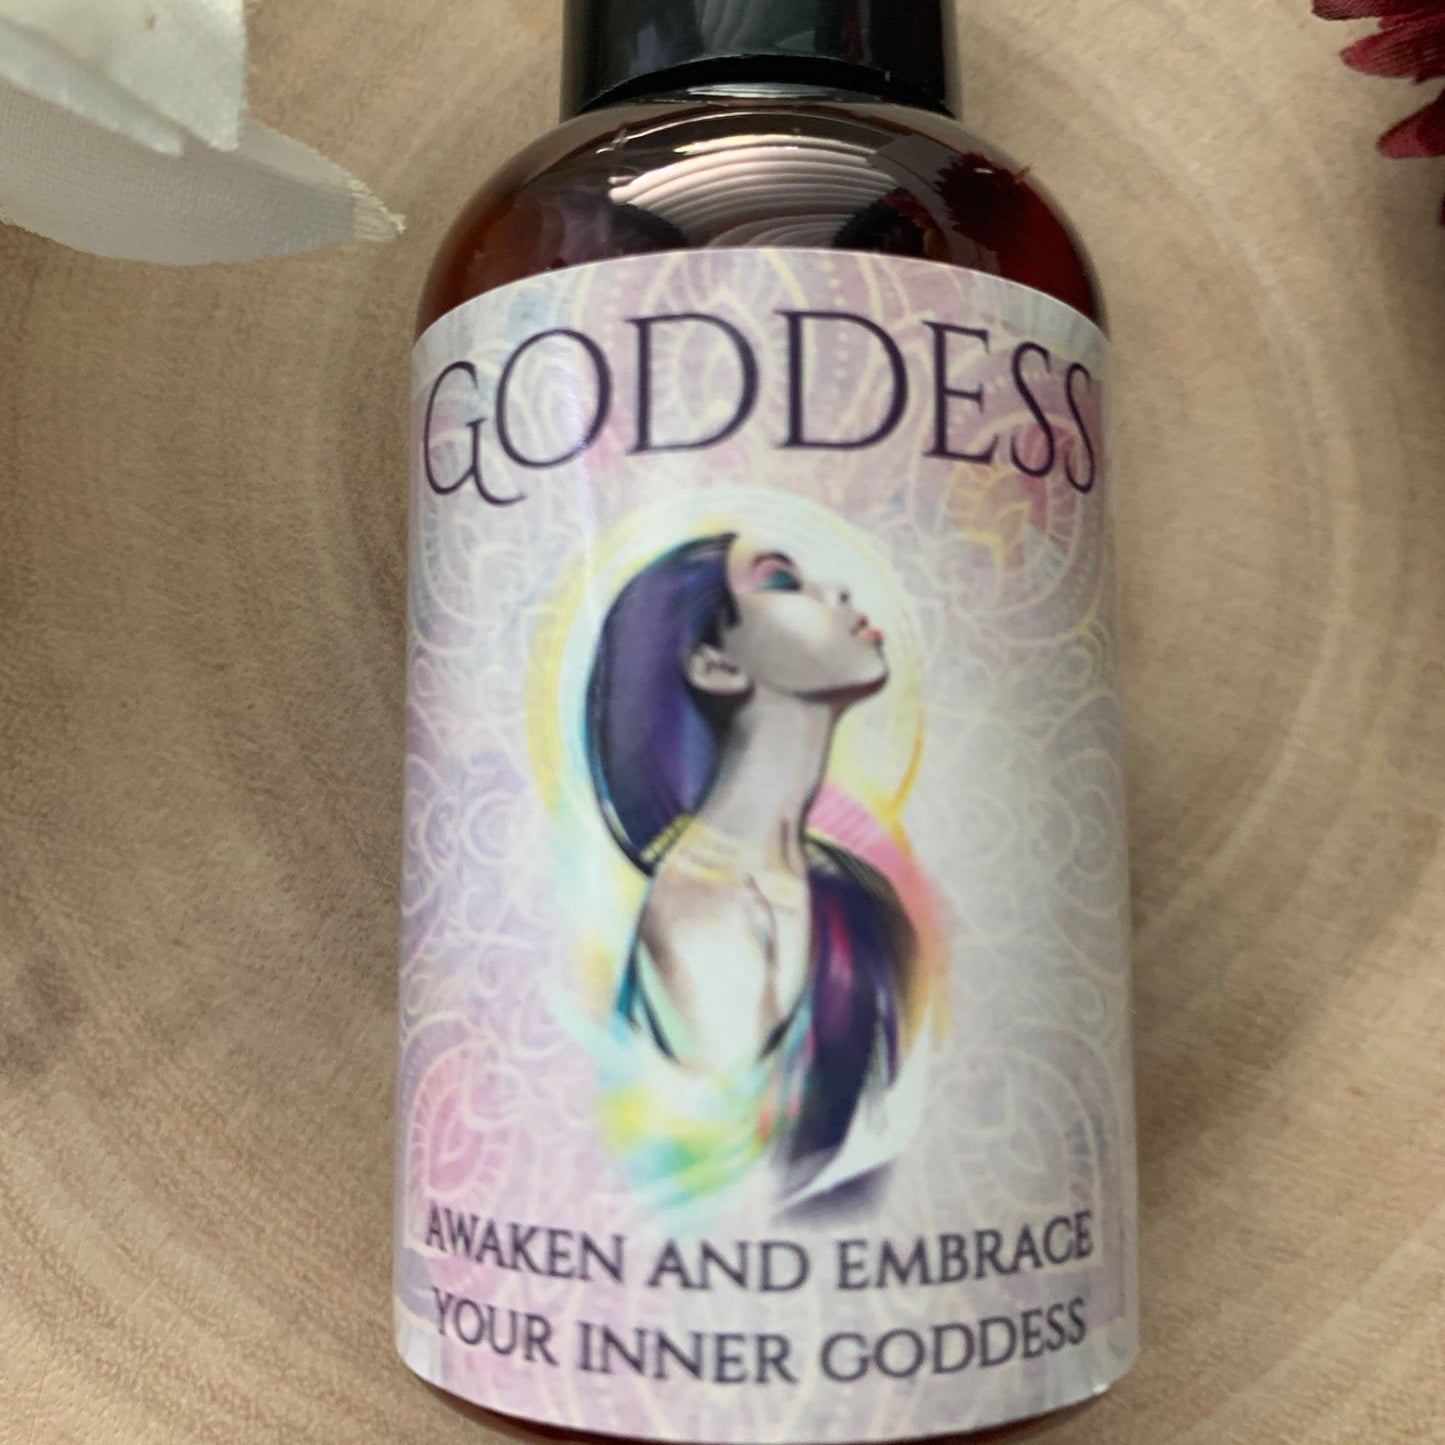 GODDESS
AWAKEN AND EMBRACE
YOUR INNER GODDESS